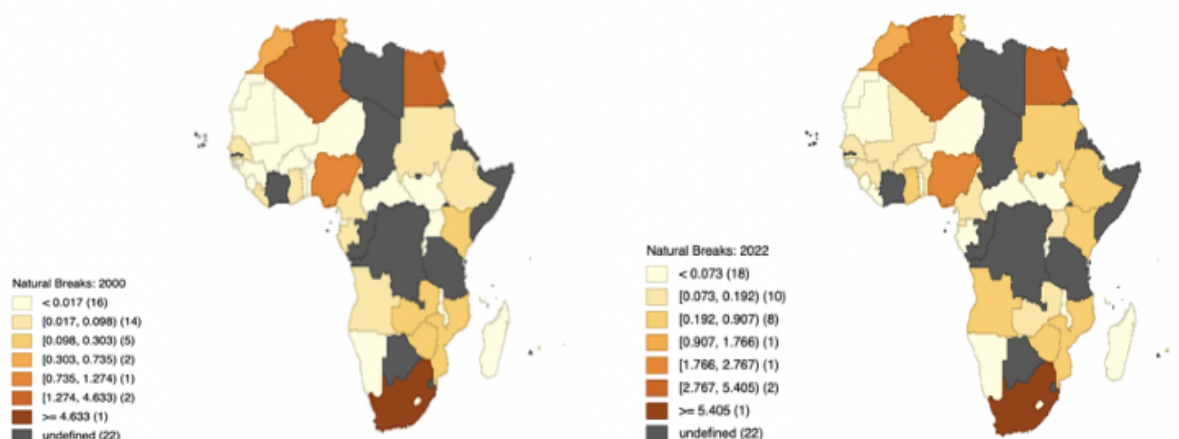 Natural Breaks: 2000
< 0.017 (16)
[0.017, 0.098) (14)
[0.098, 0.303) (5)
[0.303, 0.735) (2)
[0.735, 1.274) (1)
[1.274, 4.633) (2)
>= 4.633 (1)
undefined (22)
Natural Breaks: 2022
< 0.073 (18)
[0.073, 0.192) (10)
[0.192, 0.907) (8)
[0.907, 1.766) (1)
[1.766, 2.767) (1)
[2.767, 5.405) (2)
>= 5.405 (1)
undefined (22)